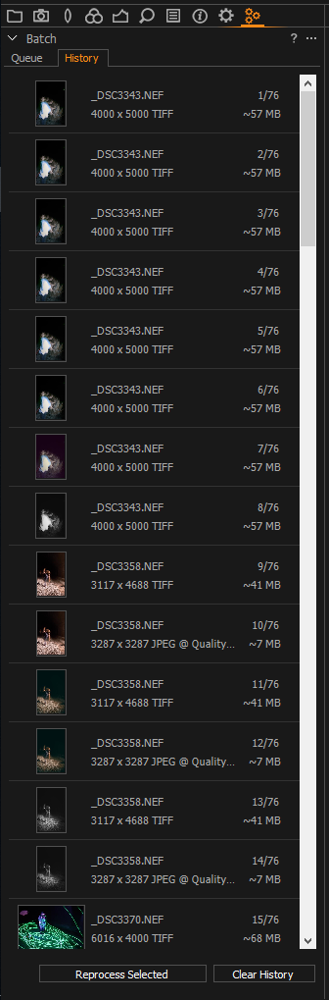 Batch ? ...
Queue History
_DSC3343.NEF 1/76
4000 x 5000 TIFF ~57 MB
_DSC3343.NEF 2/76
4000 x 5000 TIFF ~57 MB
_DSC3343.NEF 3/76
4000 x 5000 TIFF ~57 MB
_DSC3343.NEF 4/76
4000 x 5000 TIFF ~57 MB
_DSC3343.NEF 5/76
4000 x 5000 TIFF ~57 MB
_DSC3343.NEF 6/76
4000 x 5000 TIFF ~57 MB
_DSC3343.NEF 7/76
4000 x 5000 TIFF ~57 MB
_DSC3343.NEF 8/76
4000 x 5000 TIFF ~57 MB
_DSC3358.NEF 9/76
3117 x 4688 TIFF ~41 MB
_DSC3358.NEF 10/76
3287 x 3287 JPEG @ Quality... ~7 MB
_DSC3358.NEF 11/76
3117 x 4688 TIFF ~41 MB
_DSC3358.NEF 12/76
3287 x 3287 JPEG @ Quality... ~7 MB
_DSC3358.NEF 13/76
3117 x 4688 TIFF ~41 MB
_DSC3358.NEF 14/76
3287 x 3287 JPEG @ Quality... ~7 MB
_DSC3370.NEF 15/76
6016 x 4000 TIFF ~68 MB
Reprocess Selected Clear History